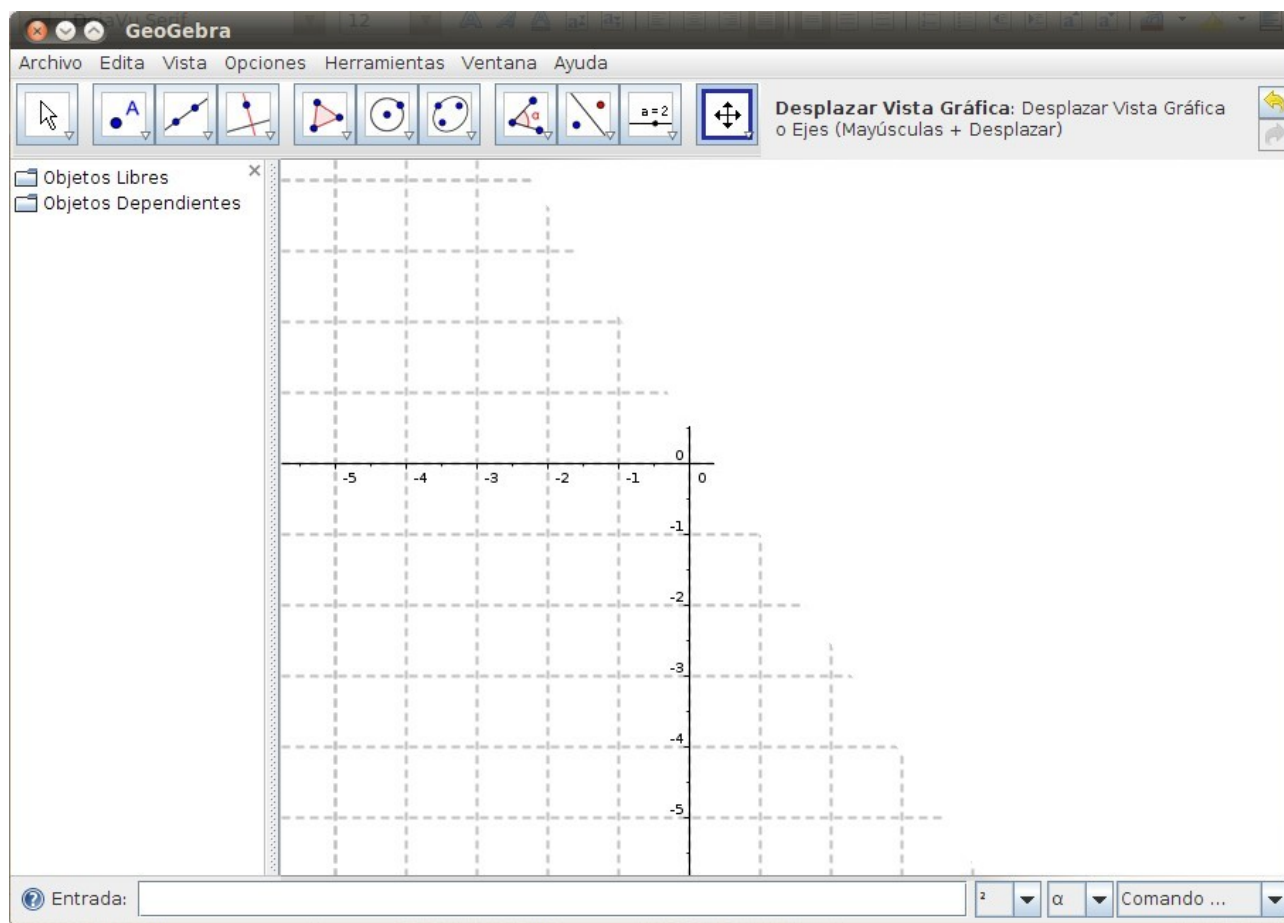 GeoGebra
Archivo Edita Vista Opciones Herramientas Ventana Ayuda
A
α
a = 2
Desplazar Vista Gráfica: Desplazar Vista Gráfica
o Ejes (Mayúsculas + Desplazar)
Objetos Libres
Objetos Dependientes
0
-5 -4 -3 -2 -1 0
-1
-2
-3
-4
-5
Entrada: ² α Comando ...